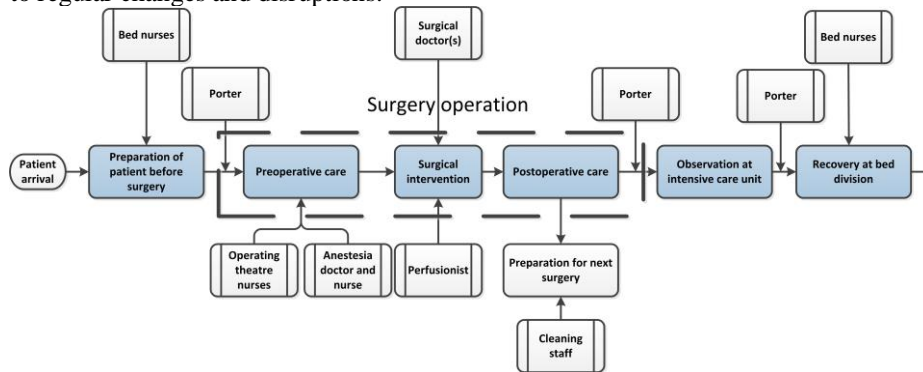 to regular changes and disruptions.
Bed nurses
Surgical
doctor(s)
Bed nurses
Porter
Porter
Porter
Surgery operation
Patient
arrival
Preparation of
patient before
surgery
Preoperative care
Surgical
intervention
Postoperative care
Observation at
intensive care unit
Recovery at bed
division
Operating
theatre
nurses
Anestesia
doctor and
nurse
Perfusionist
Preparation for next
surgery
Cleaning
staff